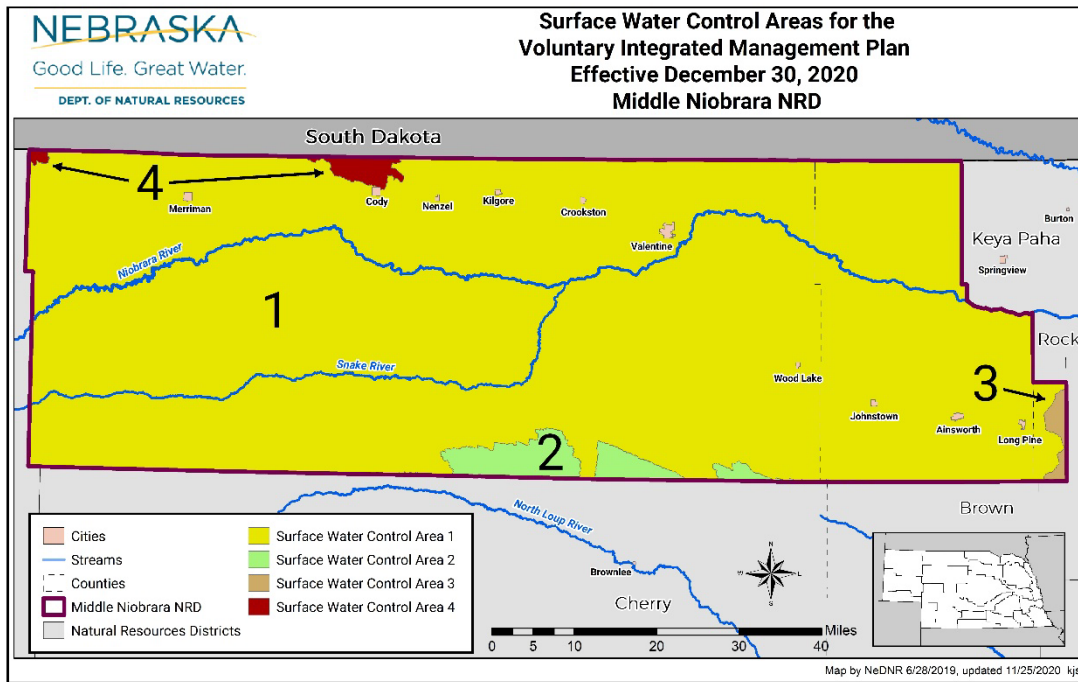 NEBRASKA
Good Life. Great Water.
DEPT. OF NATURAL RESOURCES
Surface Water Control Areas for the
Voluntary Integrated Management Plan
Effective December 30, 2020
Middle Niobrara NRD
South Dakota
4
Merriman
Cody
Nenzel
Kilgore
Crookston
Valentine
Burton
Keya Paha
Springview
Niobrara River
1
Rock
Snake River
Wood Lake
3
Johnstown
Ainsworth
Long Pine
2
North Loup River
Brown
Brownlee
Cherry
Cities
Streams
Counties
Middle Niobrara NRD
Natural Resources Districts
Surface Water Control Area 1
Surface Water Control Area 2
Surface Water Control Area 3
Surface Water Control Area 4
N
W
L
G
0 5 10 20 30 40 Miles
Map by NeDNR 6/28/2019, updated 11/25/2020 kjs